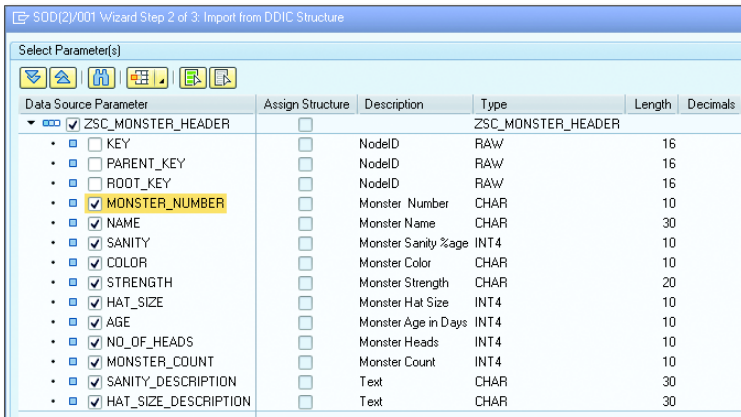 SOD(2)/001 Wizard Step 2 of 3: Import from DDIC Structure
Select Parameter(s)
Data Source Parameter Assign Structure Description Type Length Decimals
ZSC_MONSTER_HEADER ZSC_MONSTER_HEADER
KEY NodeID RAW 16
PARENT_KEY NodeID RAW 16
ROOT_KEY NodeID RAW 16
MONSTER_NUMBER Monster Number CHAR 10
NAME Monster Name CHAR 30
SANITY Monster Sanity %age INT4 10
COLOR Monster Color CHAR 10
STRENGTH Monster Strength CHAR 20
HAT_SIZE Monster Hat Size INT4 10
AGE Monster Age in Days INT4 10
NO_OF_HEADS Monster Heads INT4 10
MONSTER_COUNT Monster Count INT4 10
SANITY_DESCRIPTION Text CHAR 30
HAT_SIZE_DESCRIPTION Text CHAR 30